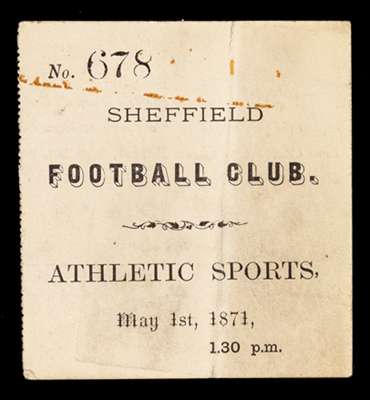 No. 678
SHEFFIELD
FOOTBALL CLUB.
ATHLETIC SPORTS,
May 1st, 1871,
1.30 p.m.